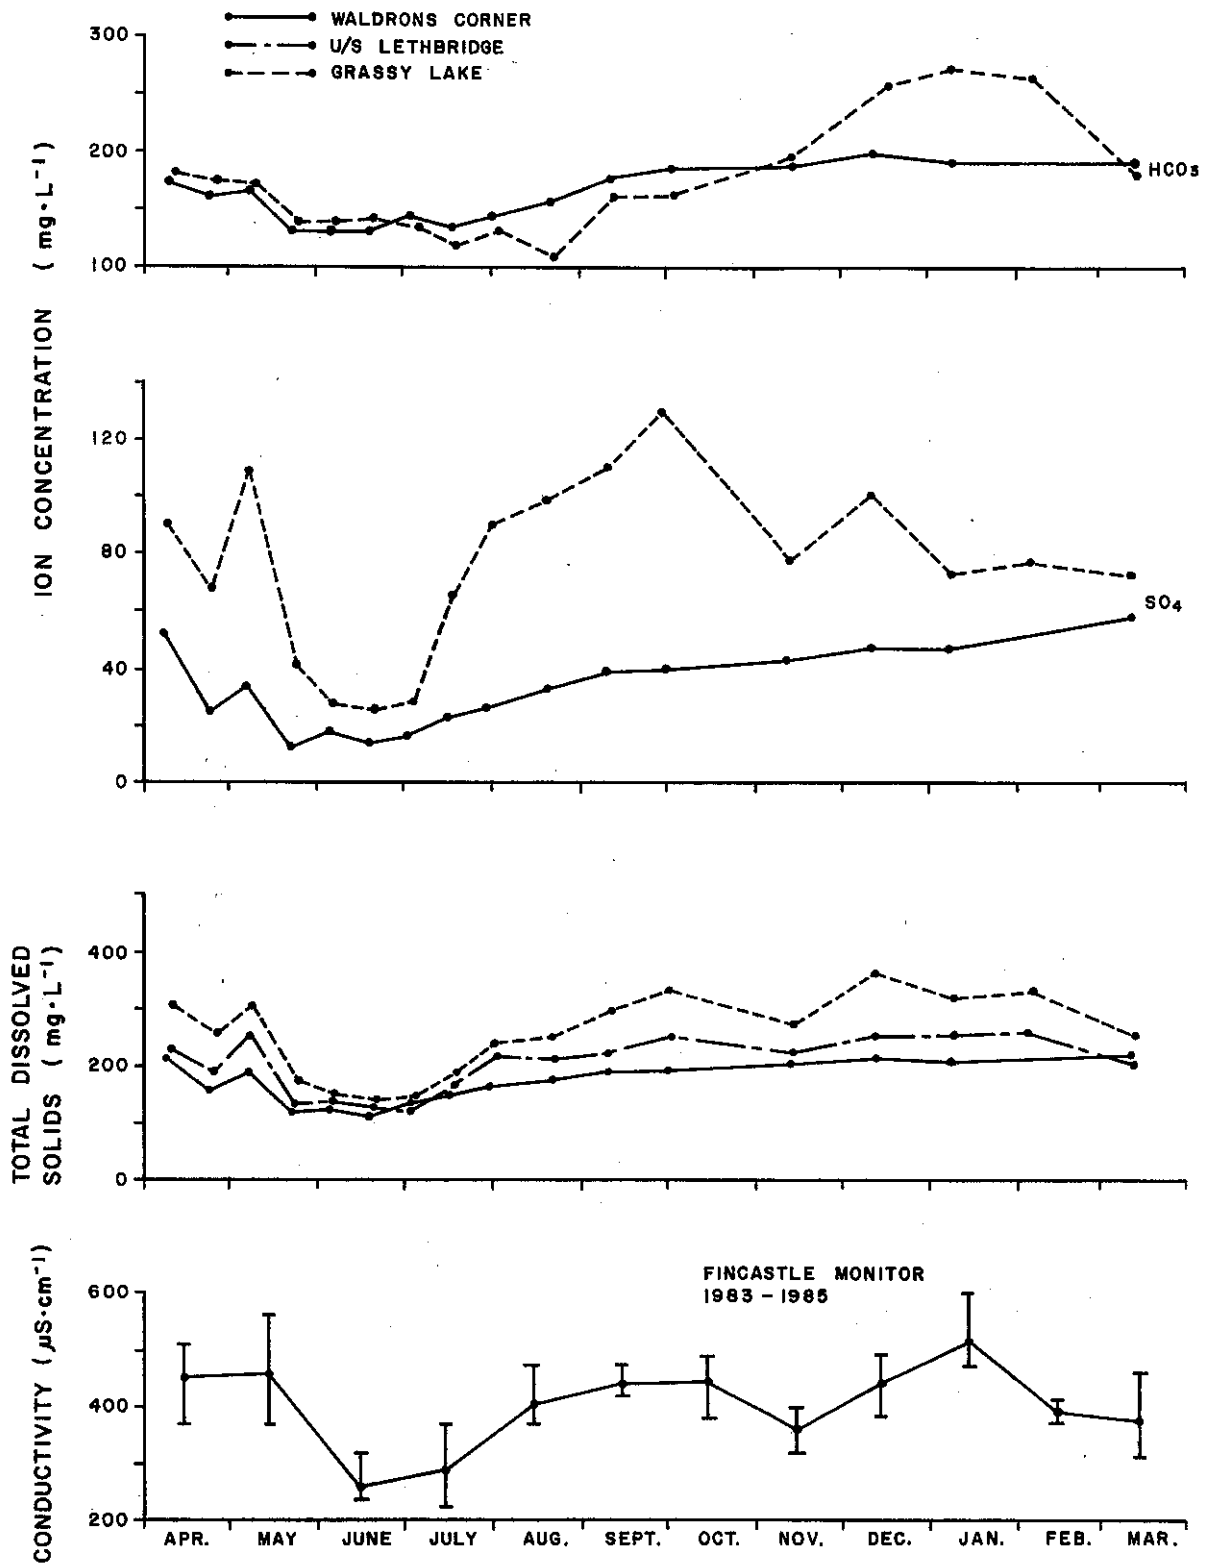 WALDRONS CORNER
U/S LETHBRIDGE
GRASSY LAKE
300
200
100
HCO₃
ION CONCENTRATION (mg·L⁻¹)
120
80
40
0
SO₄
TOTAL DISSOLVED
SOLIDS (mg·L⁻¹)
400
200
0
CONDUCTIVITY (µS·cm⁻¹)
FINCASTLE MONITOR
1983 – 1985
600
400
200
APR. MAY JUNE JULY AUG. SEPT. OCT. NOV. DEC. JAN. FEB. MAR.